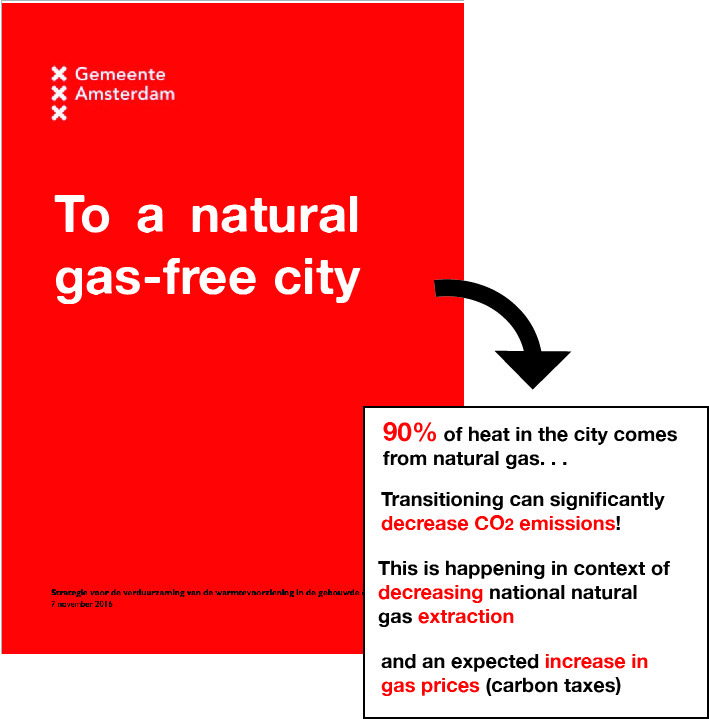 Gemeente
Amsterdam
To a natural
gas-free city
90% of heat in the city comes
from natural gas. . .
Transitioning can significantly
decrease CO2 emissions!
This is happening in context of
decreasing national natural
gas extraction
and an expected increase in
gas prices (carbon taxes)
Strategie voor de verduurzaming van de warmtevoorziening in de gebouwde
7 november 2016